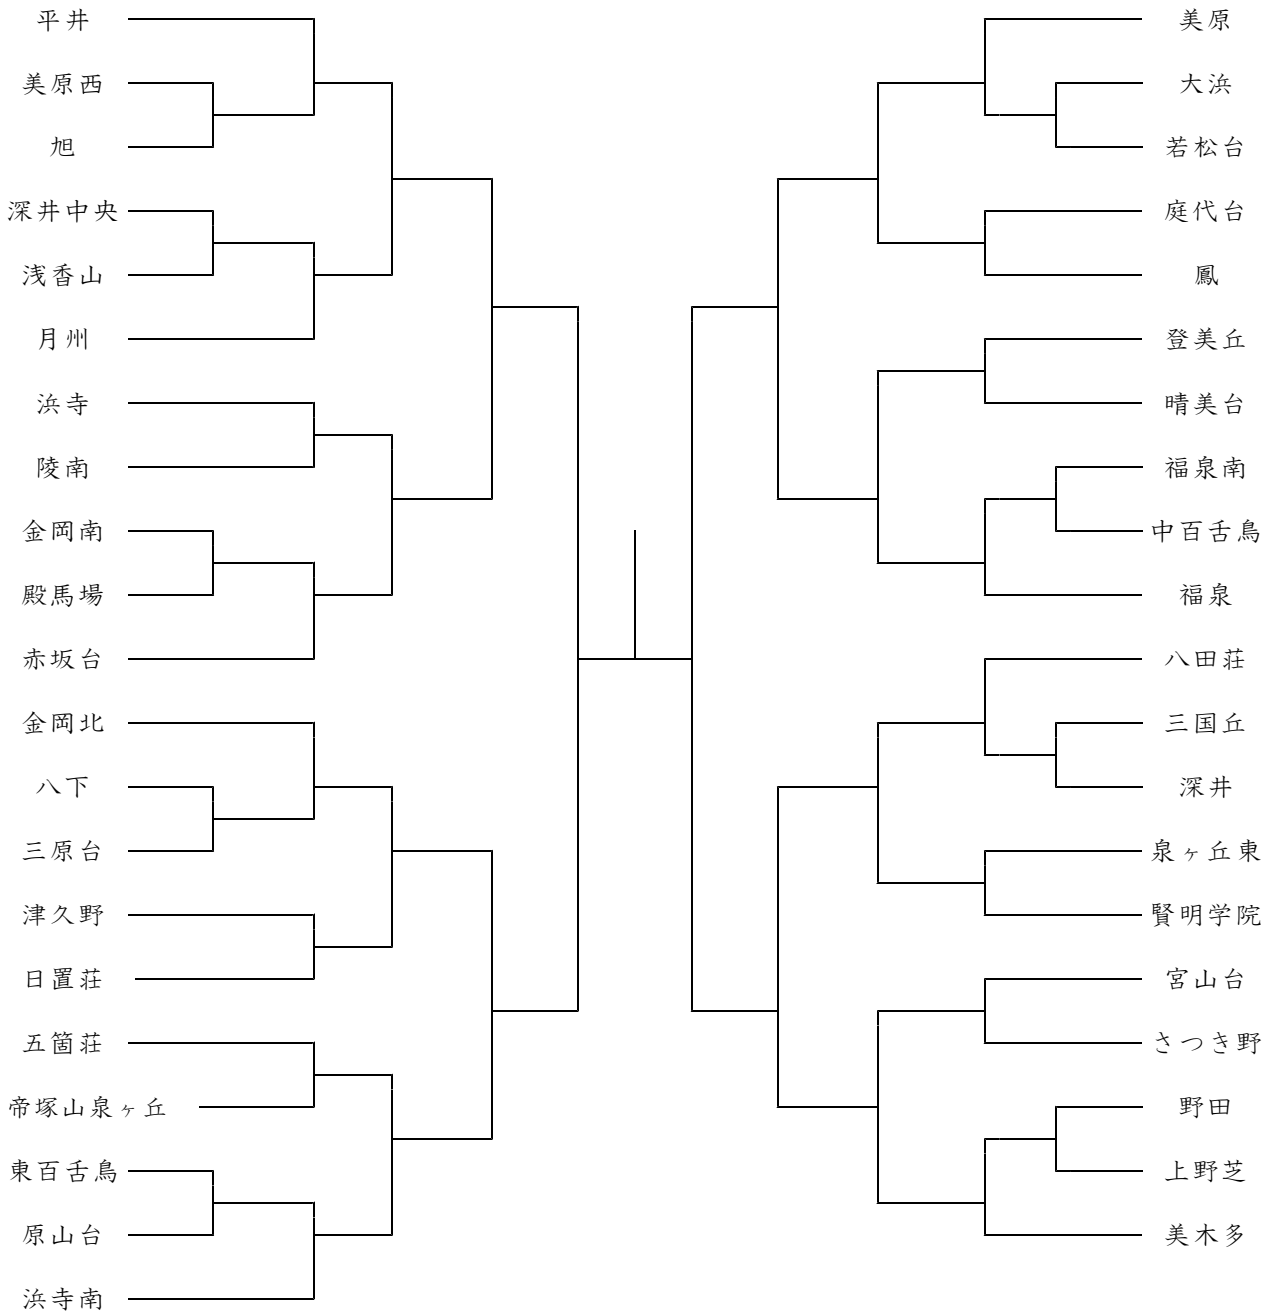 平井
美原西
旭
深井中央
浅香山
月州
浜寺
陵南
金岡南
殿馬場
赤坂台
金岡北
八下
三原台
津久野
日置荘
五箇荘
帝塚山泉ヶ丘
東百舌鳥
原山台
浜寺南
美原
大浜
若松台
庭代台
鳳
登美丘
晴美台
福泉南
中百舌鳥
福泉
八田荘
三国丘
深井
泉ヶ丘東
賢明学院
宮山台
さつき野
野田
上野芝
美木多